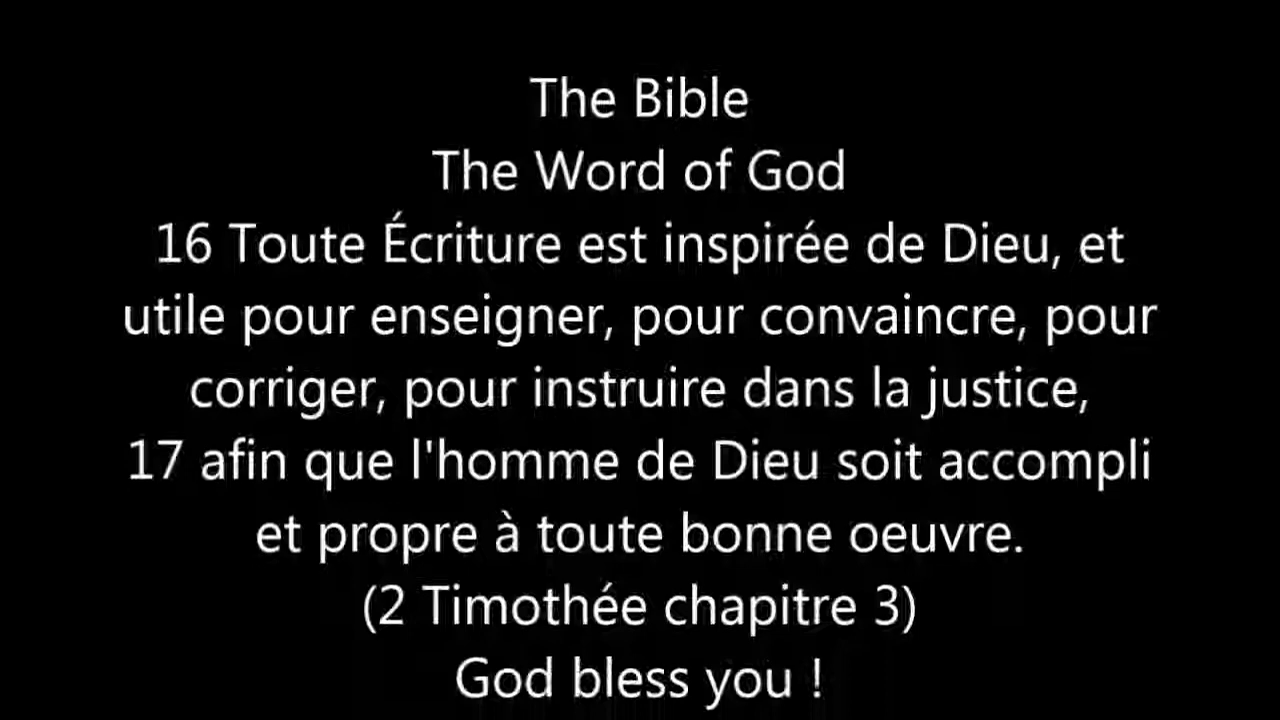 The Bible
The Word of God
16 Toute Écriture est inspirée de Dieu, et
utile pour enseigner, pour convaincre, pour
corriger, pour instruire dans la justice,
17 afin que l'homme de Dieu soit accompli
et propre à toute bonne oeuvre.
(2 Timothée chapitre 3)
God bless you !